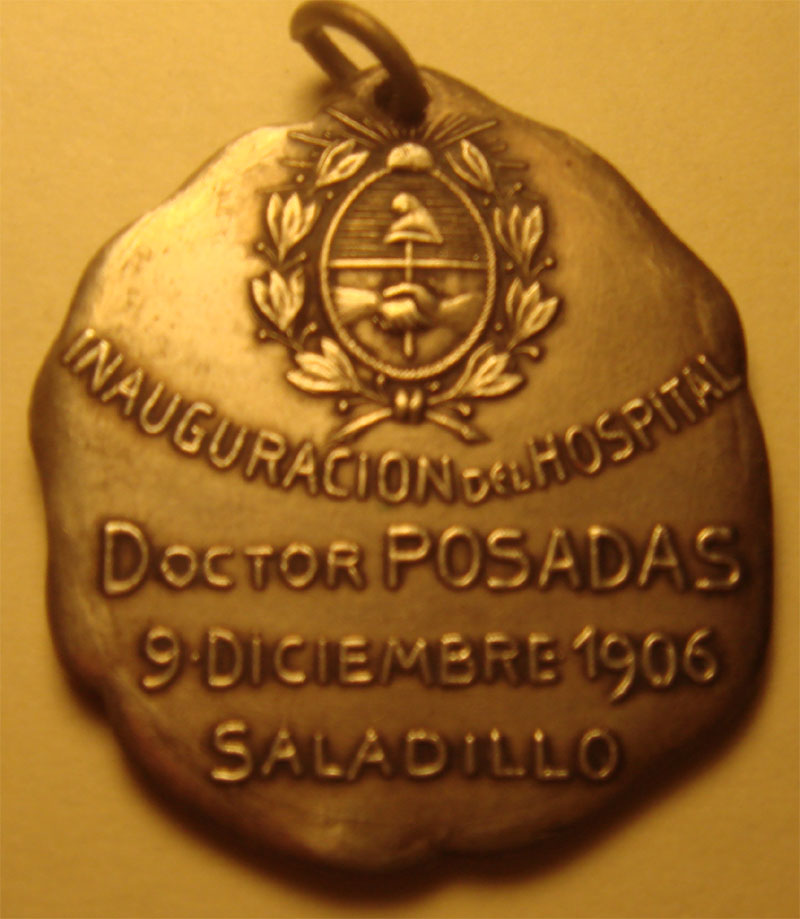 INAUGURACION DEL HOSPITAL
DOCTOR POSADAS
9·DICIEMBRE 1906
SALADILLO